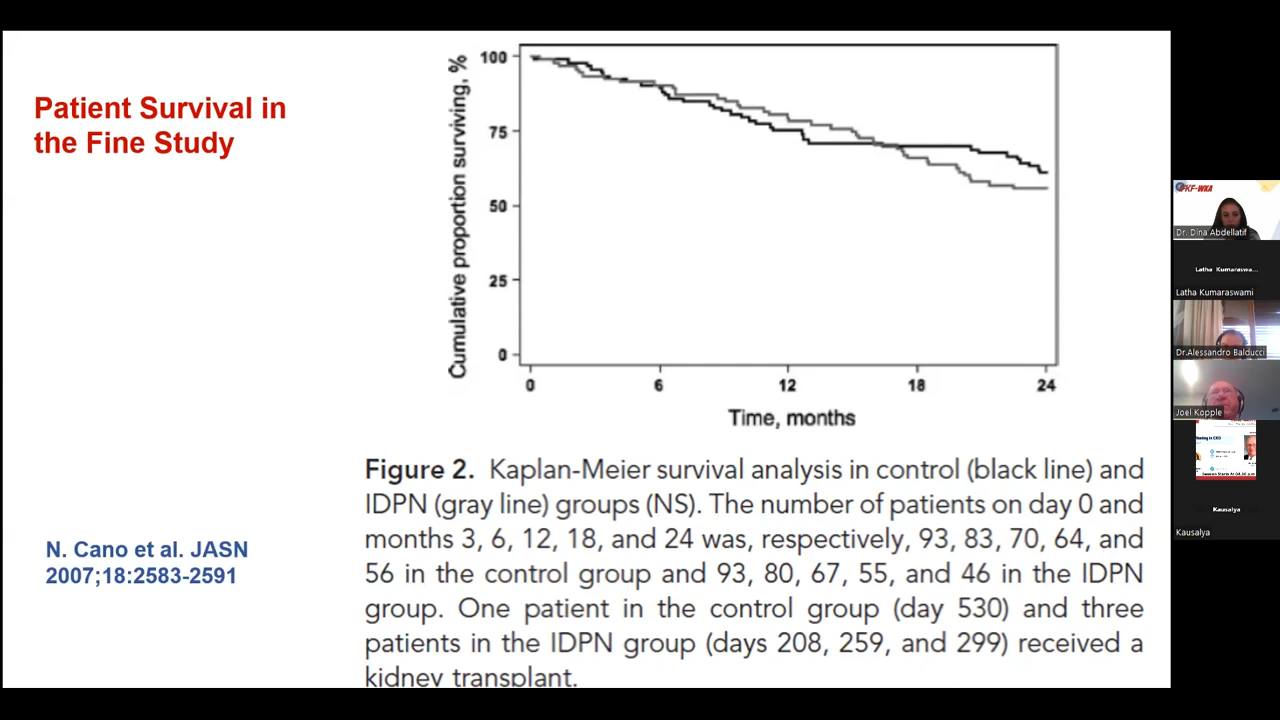 Patient Survival in
the Fine Study
Cumulative proportion surviving, %
100
75
50
25
0
0 6 12 18 24
Time, months
Figure 2. Kaplan-Meier survival analysis in control (black line) and
IDPN (gray line) groups (NS). The number of patients on day 0 and
months 3, 6, 12, 18, and 24 was, respectively, 93, 83, 70, 64, and
56 in the control group and 93, 80, 67, 55, and 46 in the IDPN
group. One patient in the control group (day 530) and three
patients in the IDPN group (days 208, 259, and 299) received a
kidney transplant.
N. Cano et al. JASN
2007;18:2583-2591
IFKF-WKA
Dr. Dina Abdellatif
Latha Kumaraswa...
Latha Kumaraswami
Dr.Alessandro Balducci
Joel Kopple
Kausalya
Kausalya